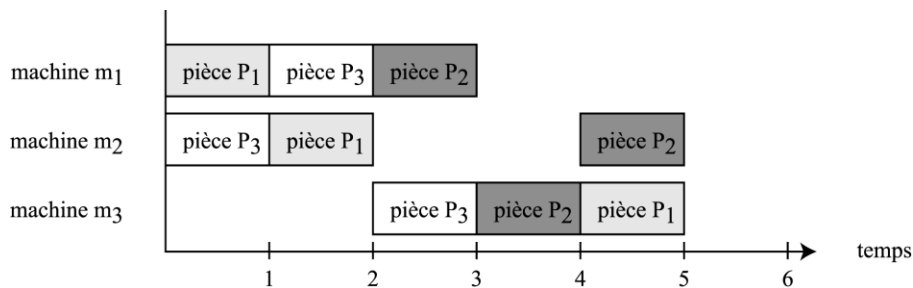 machine m1 pièce P1 pièce P3 pièce P2
machine m2 pièce P3 pièce P1 pièce P2
machine m3 pièce P3 pièce P2 pièce P1
temps
1 2 3 4 5 6